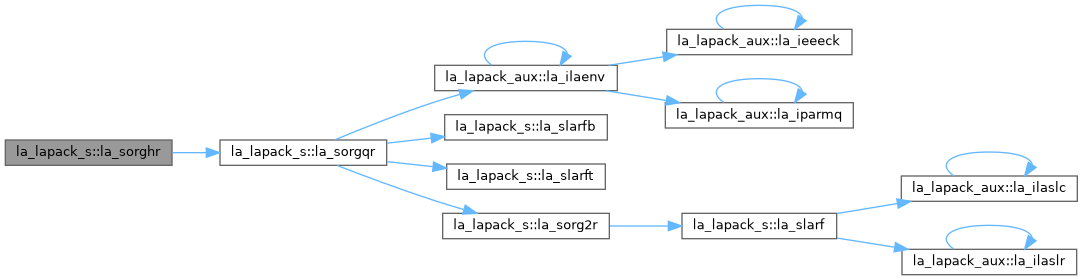 la_lapack_s::la_sorghr
la_lapack_s::la_sorgqr
la_lapack_aux::la_ilaenv
la_lapack_aux::la_ieeeck
la_lapack_aux::la_iparmq
la_lapack_s::la_slarfb
la_lapack_s::la_slarft
la_lapack_s::la_sorg2r
la_lapack_s::la_slarf
la_lapack_aux::la_ilaslc
la_lapack_aux::la_ilaslr